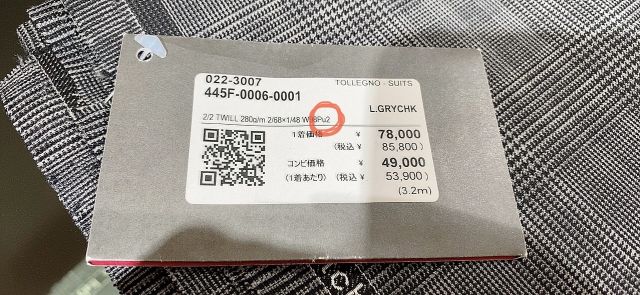 022-3007
TOLLEGNO - SUITS
445F-0006-0001
L.GRYCHK
2/2 TWILL 280g/m 2/68×1/48 W98Pu2
1着価格 ¥ 78,000
(税込 ¥ 85,800)
コンビ価格 ¥ 49,000
(1着あたり) (税込 ¥ 53,900)
(3.2m)